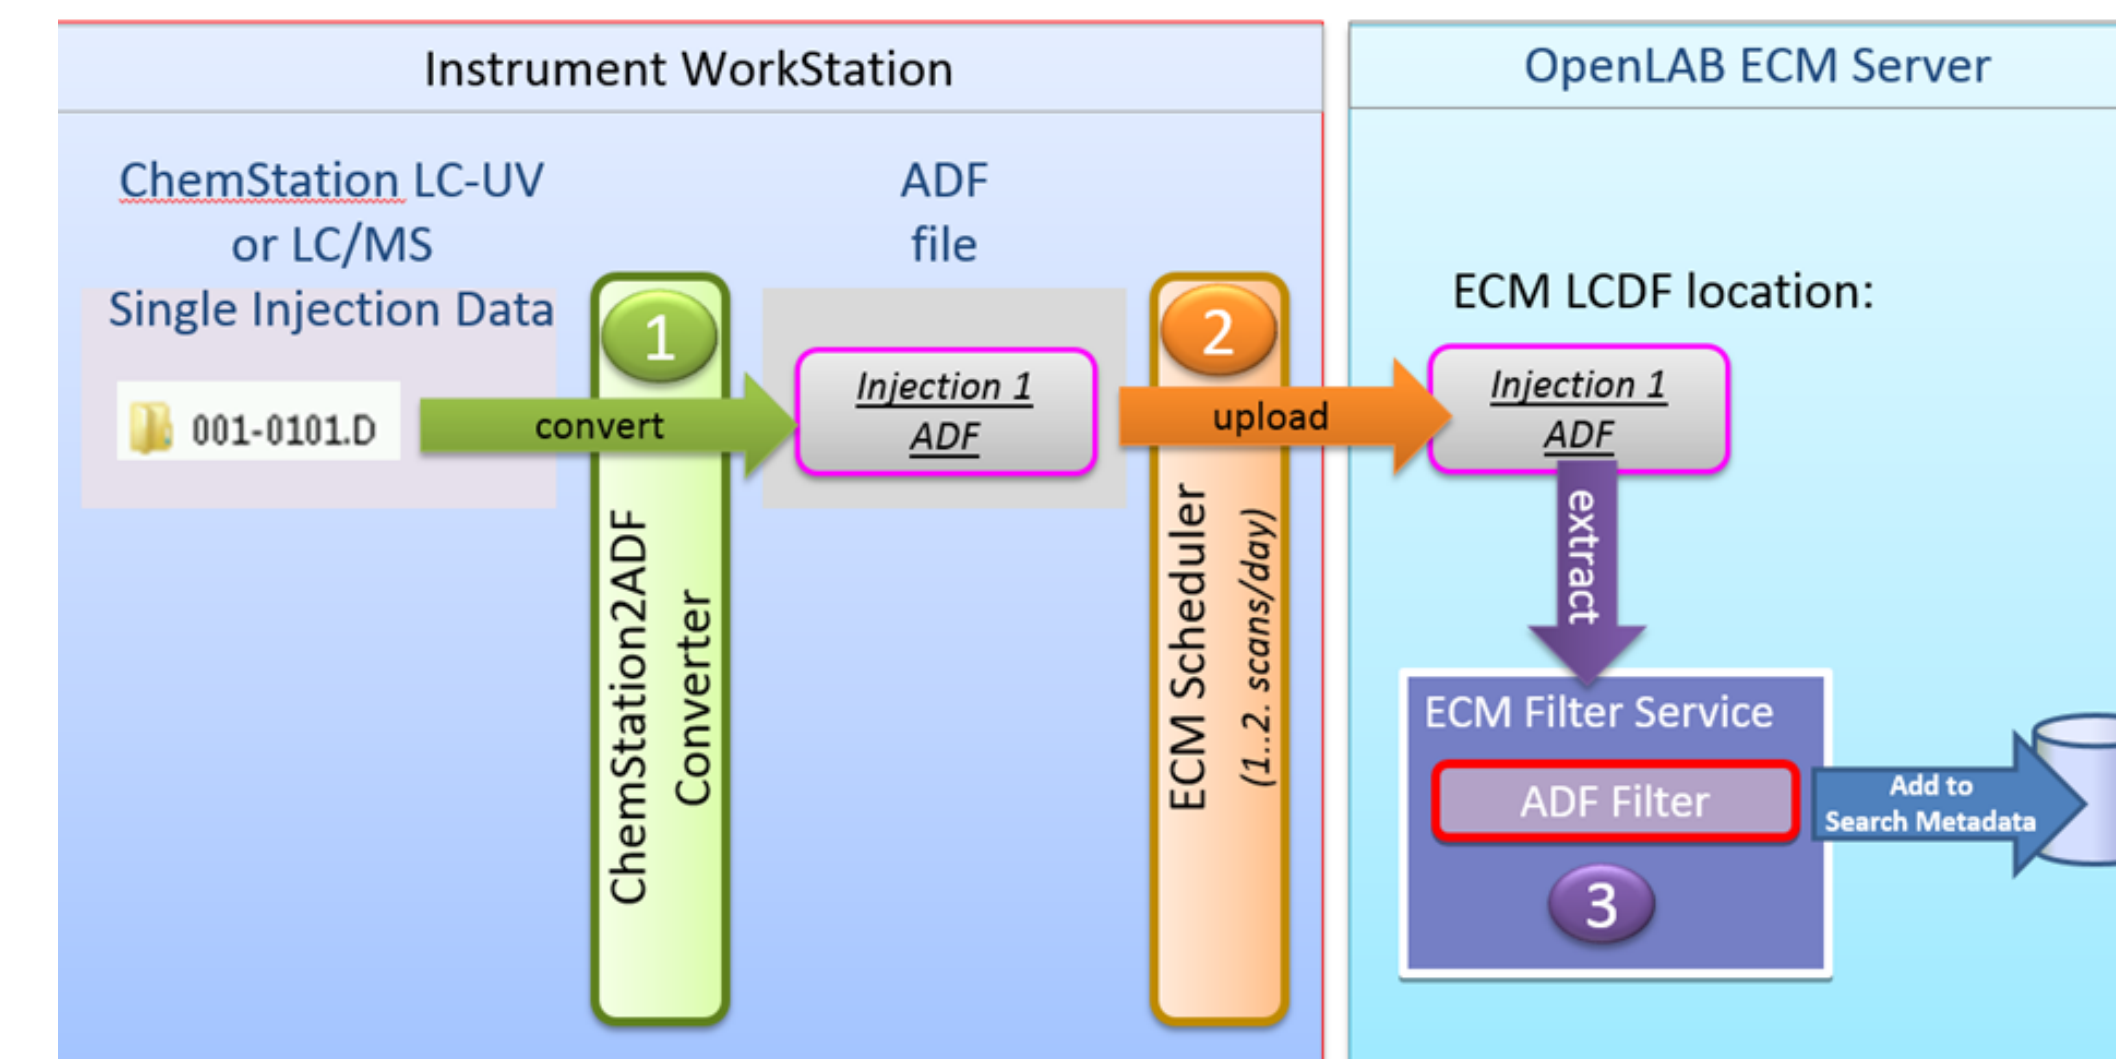 Instrument WorkStation
OpenLAB ECM Server
ChemStation LC-UV
or LC/MS
Single Injection Data
001-0101.D
1
convert
ChemStation2ADF
Converter
ADF
file
Injection 1
ADF
2
upload
ECM Scheduler
(1..2. scans/day)
ECM LCDF location:
Injection 1
ADF
extract
ECM Filter Service
ADF Filter
3
Add to
Search Metadata